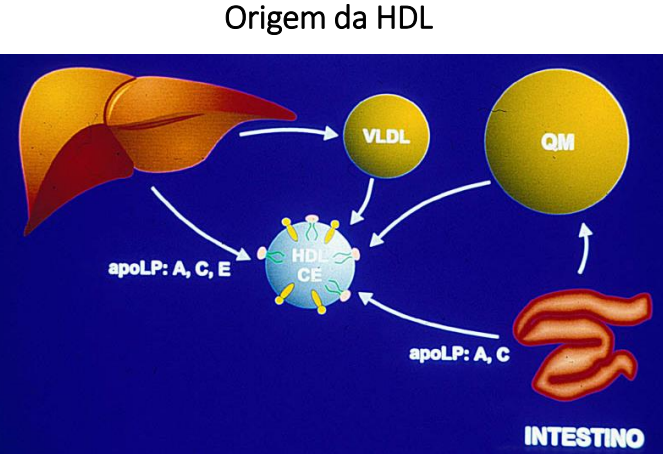 Origem da HDL
VLDL
QM
HDL
CE
apoLP: A, C, E
apoLP: A, C
INTESTINO